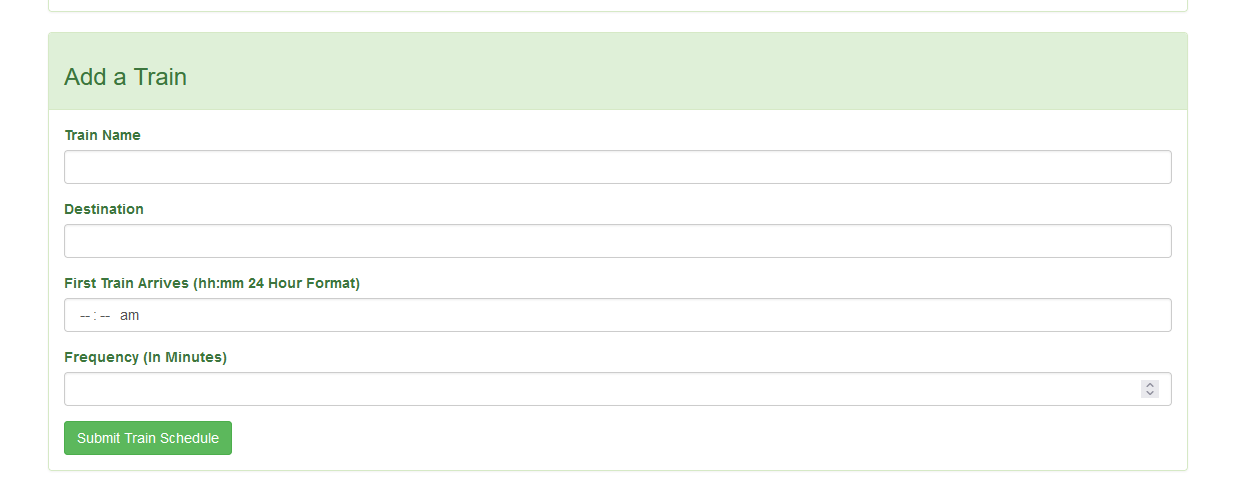 Add a Train
Train Name
Destination
First Train Arrives (hh:mm 24 Hour Format)
-- : -- am
Frequency (In Minutes)
Submit Train Schedule